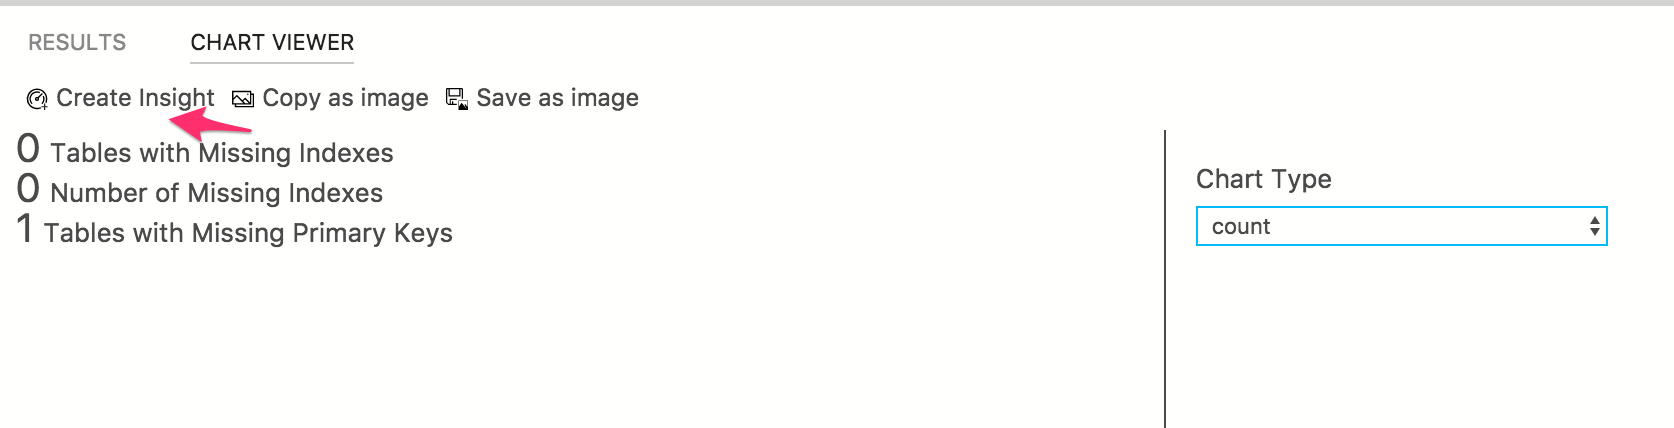 RESULTS CHART VIEWER
Create Insight Copy as image Save as image
0 Tables with Missing Indexes
0 Number of Missing Indexes
1 Tables with Missing Primary Keys
Chart Type
count